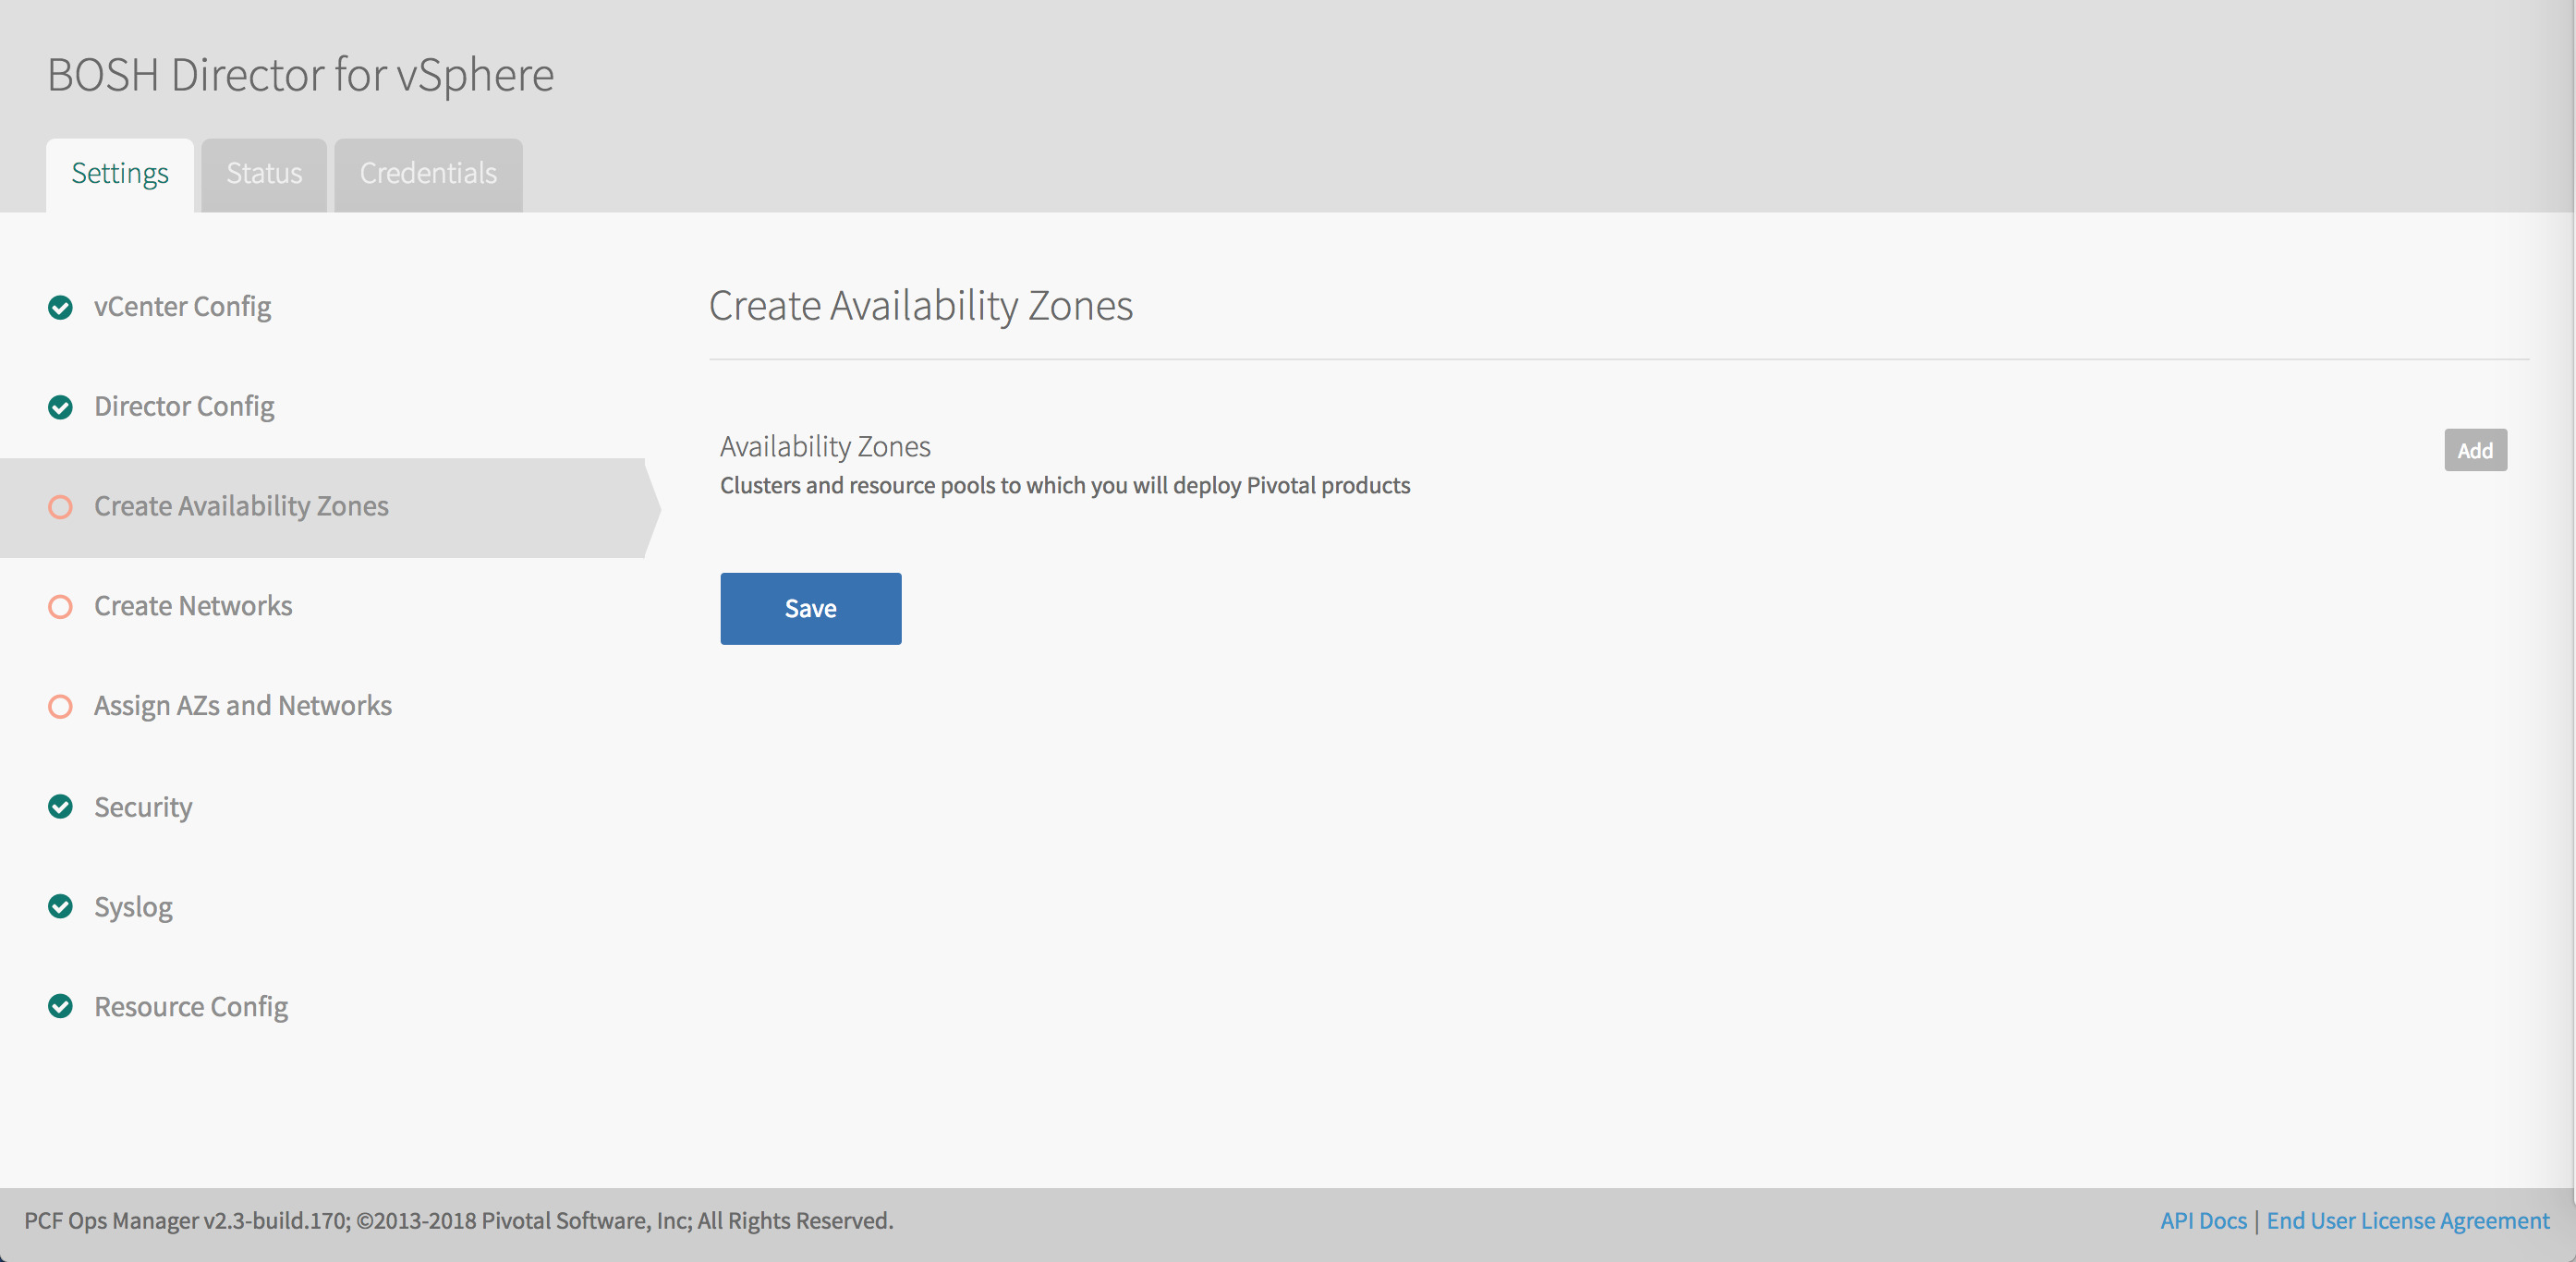 BOSH Director for vSphere
Settings
Status
Credentials
vCenter Config
Director Config
Create Availability Zones
Create Networks
Assign AZs and Networks
Security
Syslog
Resource Config
Create Availability Zones
Availability Zones
Add
Clusters and resource pools to which you will deploy Pivotal products
Save
PCF Ops Manager v2.3-build.170; ©2013-2018 Pivotal Software, Inc; All Rights Reserved.
API Docs | End User License Agreement